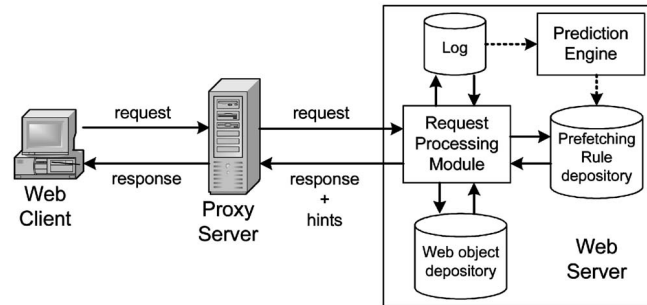 Log
Prediction
Engine
request
request
Request
Processing
Module
Prefetching
Rule
depository
response
response
+
hints
Web
Client
Proxy
Server
Web object
depository
Web
Server